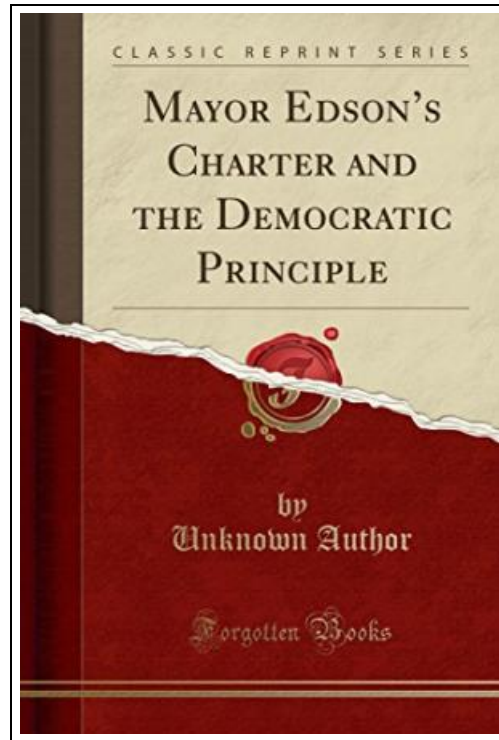 CLASSIC REPRINT SERIES
MAYOR EDSON'S
CHARTER AND
THE DEMOCRATIC
PRINCIPLE
by
Unknown Author
Forgotten Books